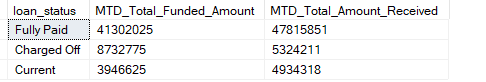 loan_status MTD_Total_Funded_Amount MTD_Total_Amount_Received
Fully Paid 41302025 47815851
Charged Off 8732775 5324211
Current 3946625 4934318